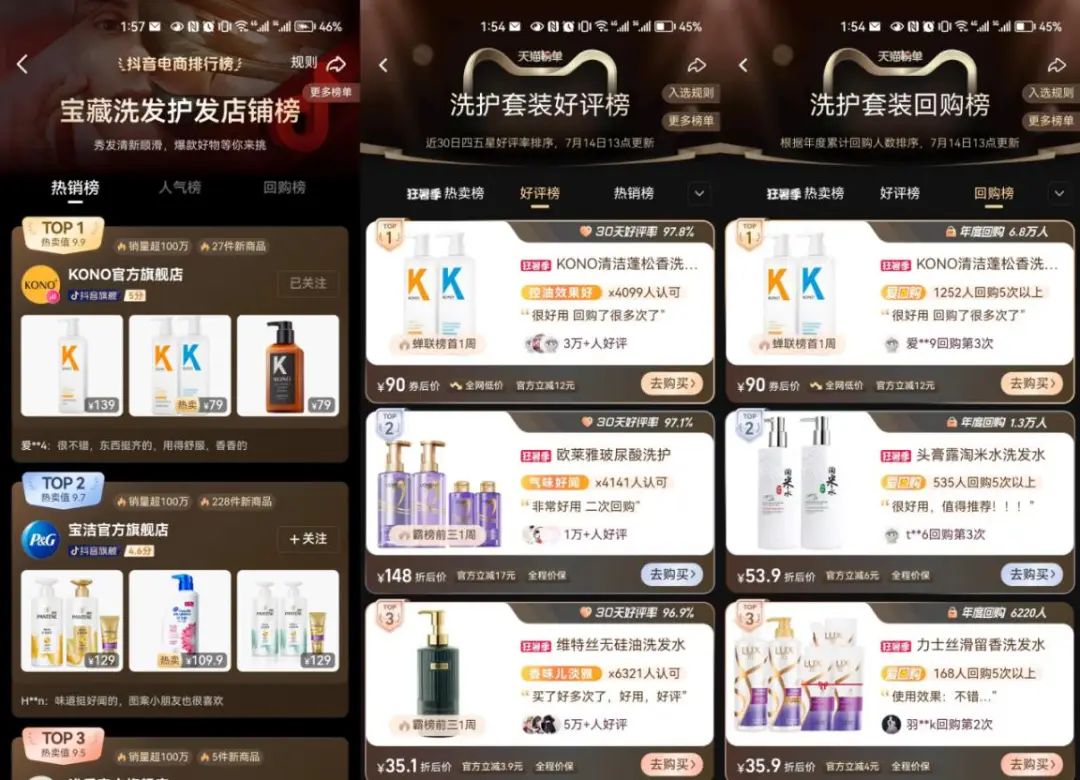 1:57
46%
抖音电商排行榜
规则
更多榜单
宝藏洗发护发店铺榜
秀发清新顺滑，爆款好物等你来挑
热销榜
人气榜
回购榜
TOP 1
热卖值 9.9
销量超100万
27件新商品
KONO
KONO官方旗舰店
抖音旗舰
5分
已关注
K
¥139
K
K
热卖
¥79
K
KONO
¥79
爱**4：很不错，东西挺齐的，用得舒服，香香的
TOP 2
热卖值 9.7
销量超100万
228件新商品
P&G
宝洁官方旗舰店
抖音旗舰
4.6分
+关注
PANTENE
PANTENE
¥129
热卖
¥109.9
PANTENE
PANTENE
¥129
H**n：味道挺好闻的，图案小朋友也很喜欢
TOP 3
热卖值 9.5
销量超100万
5件新商品
1:54
45%
天猫榜单
洗护套装好评榜
入选规则
更多榜单
近30日四五星好评率排序，7月14日13点更新
狂暑季 热卖榜
好评榜
热销榜
TOP
1
30天好评率 97.8%
K
K
狂暑季 KONO清洁蓬松香洗...
控油效果好 x4099人认可
“很好用 回购了很多次了”
蝉联榜首1周
3万+人好评
¥90 券后价
全网低价
官方立减12元
去购买
TOP
2
30天好评率 97.1%
狂暑季 欧莱雅玻尿酸洗护
气味好闻 x4141人认可
“非常好用 二次回购”
霸榜前三1周
1万+人好评
¥148 折后价
官方立减17元
全程价保
去购买
TOP
3
30天好评率 96.9%
狂暑季 维特丝无硅油洗发水
香味儿淡雅 x6321人认可
“买了好多次了，好用，好评”
霸榜前三1周
5万+人好评
¥35.1 折后价
官方立减3.9元
全程价保
去购买
1:54
45%
天猫榜单
洗护套装回购榜
入选规则
更多榜单
根据年度累计回购人数排序，7月14日13点更新
狂暑季 热卖榜
好评榜
回购榜
TOP
1
年度回购 6.8万人
K
K
狂暑季 KONO清洁蓬松香洗...
爱回购 1252人回购5次以上
“很好用 回购了很多次了”
蝉联榜首1周
爱**9回购第3次
¥90 券后价
全网低价
官方立减12元
去购买
TOP
2
年度回购 1.3万人
狂暑季 头膏露淘米水洗发水
爱回购 535人回购5次以上
“很好用，值得推荐！！！”
t**6回购第3次
¥53.9 折后价
官方立减6元
全程价保
去购买
TOP
3
年度回购 6220人
LUX
LUX
LUX
LUX
狂暑季 力士丝滑留香洗发水
爱回购 168人回购5次以上
“使用效果：不错...”
羽**k回购第2次
¥35.9 折后价
官方立减4元
全程价保
去购买